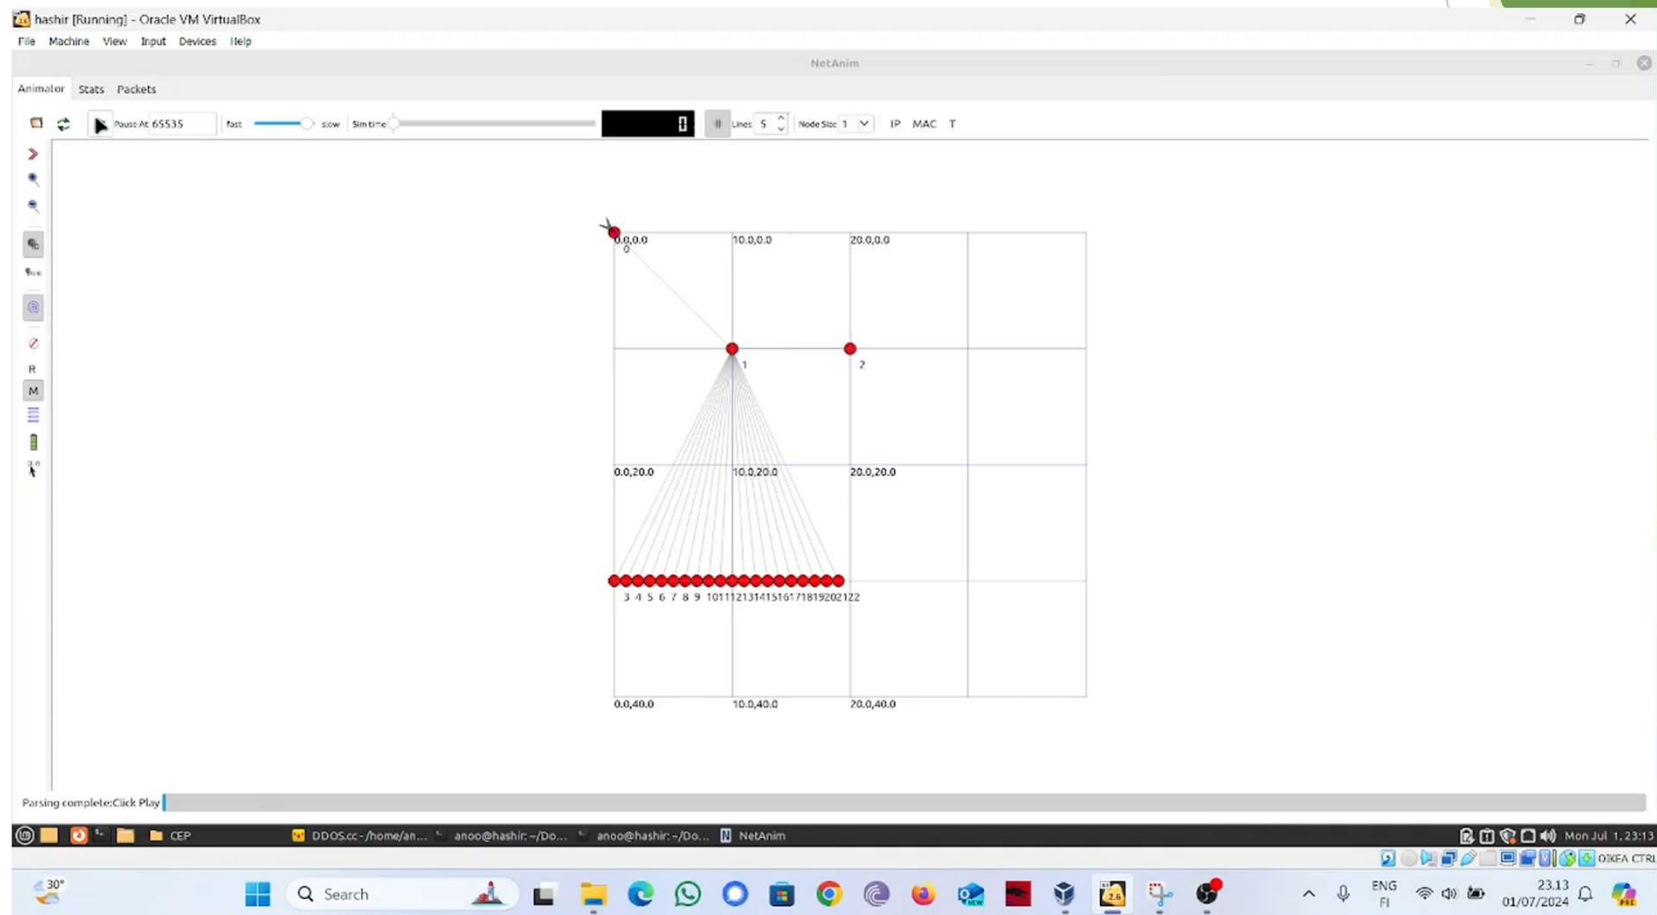 hashir [Running] - Oracle VM VirtualBox
File Machine View Input Devices Help
NetAnim
Animator Stats Packets
Pause At 65535 fast slow Sim time 0 Lines 5 Node Size 1 IP MAC T
0.0,0.0 10.0,0.0 20.0,0.0
0
1 2
R
M
0.0,20.0 10.0,20.0 20.0,20.0
3 4 5 6 7 8 9 10111213141516171819202122
0.0,40.0 10.0,40.0 20.0,40.0
Parsing complete:Click Play
CEP DDOS.cc - /home/an... anoo@hashir: ~/Do... anoo@hashir: ~/Do... NetAnim Mon Jul 1, 23:13
OIKEA CTRL
30° Search ENG 23.13
FI 01/07/2024